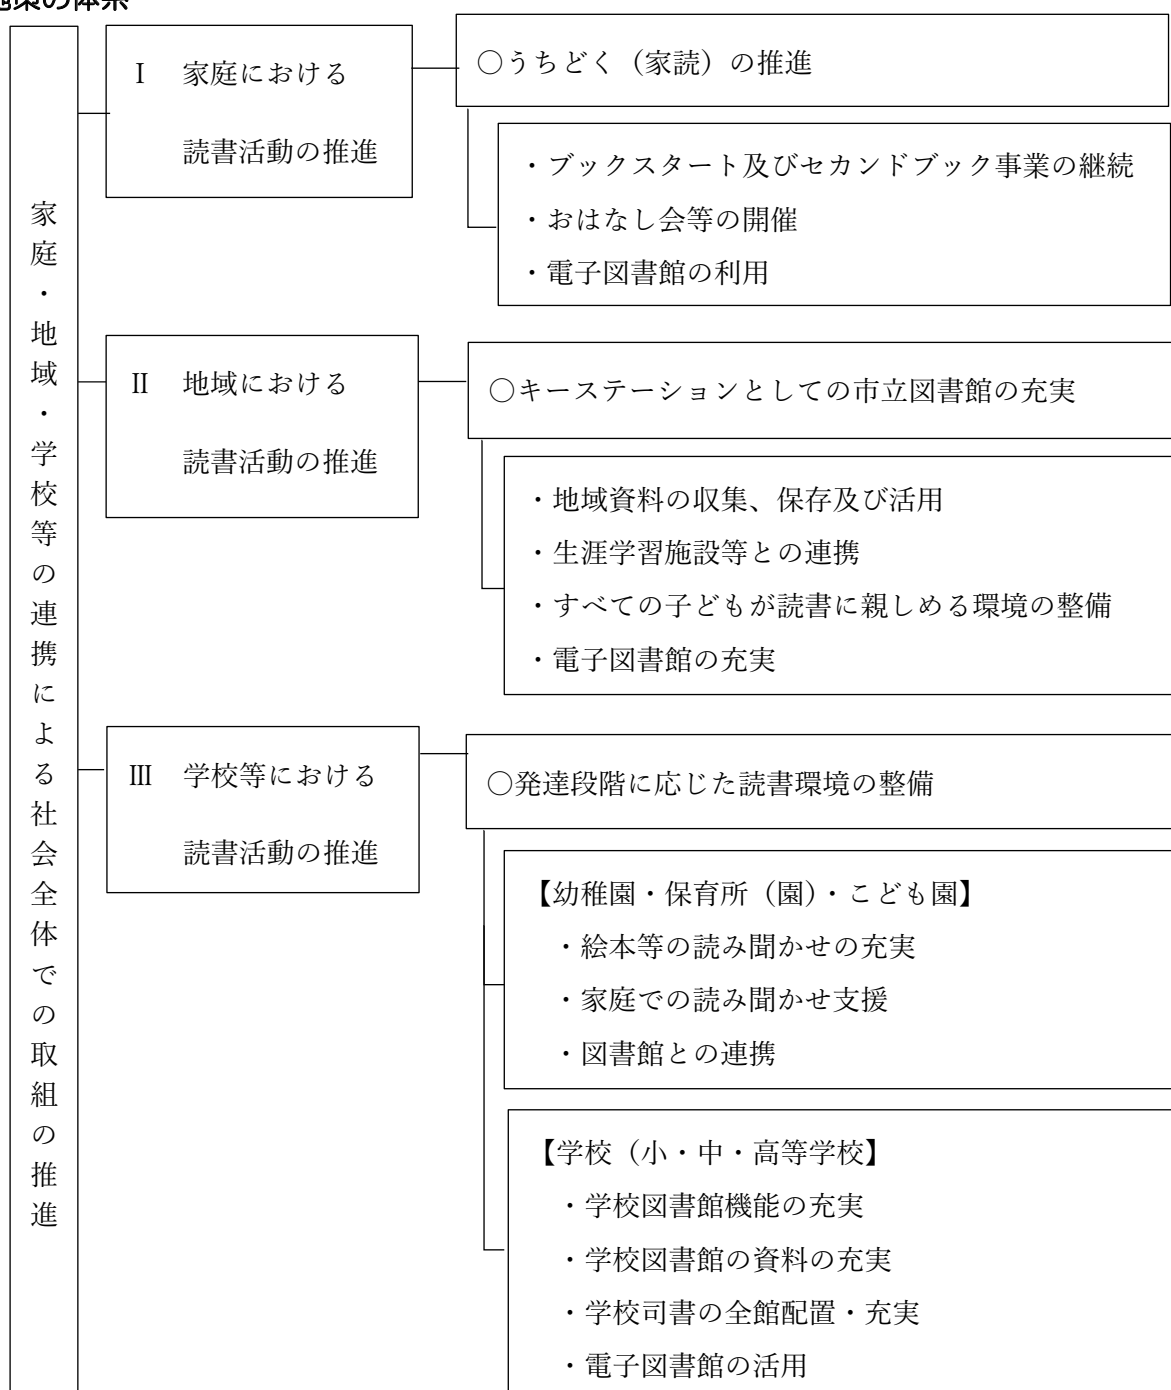 施策の体系
家庭・地域・学校等の連携による社会全体での取組の推進
Ⅰ　家庭における
読書活動の推進
○うちどく（家読）の推進
・ブックスタート及びセカンドブック事業の継続
・おはなし会等の開催
・電子図書館の利用
Ⅱ　地域における
読書活動の推進
○キーステーションとしての市立図書館の充実
・地域資料の収集、保存及び活用
・生涯学習施設等との連携
・すべての子どもが読書に親しめる環境の整備
・電子図書館の充実
Ⅲ　学校等における
読書活動の推進
○発達段階に応じた読書環境の整備
【幼稚園・保育所（園）・こども園】
・絵本等の読み聞かせの充実
・家庭での読み聞かせ支援
・図書館との連携
【学校（小・中・高等学校】
・学校図書館機能の充実
・学校図書館の資料の充実
・学校司書の全館配置・充実
・電子図書館の活用